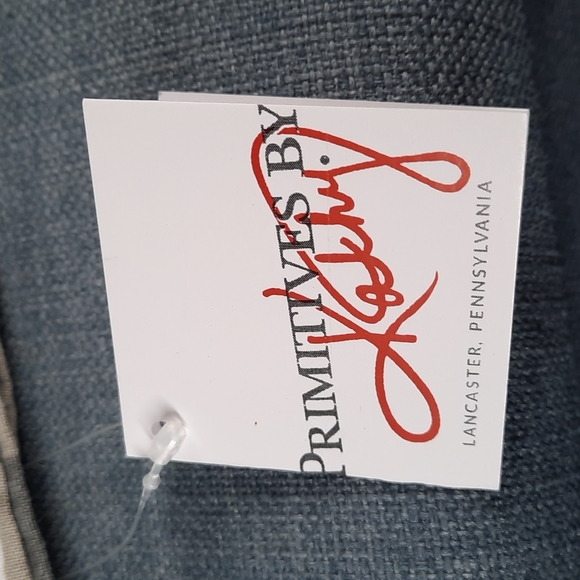 PRIMITIVES BY
Kathy.
LANCASTER, PENNSYLVANIA